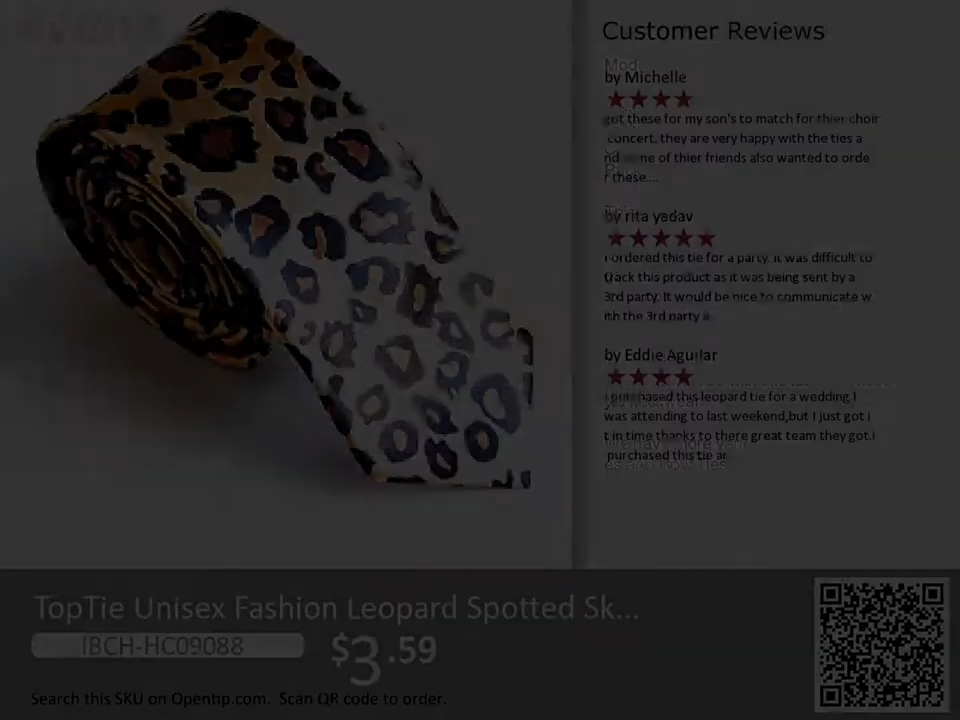 Customer Reviews
Mod
by Michelle
got these for my son's to match for thier choir
concert. they are very happy with the ties a
nd some of thier friends also wanted to orde
r these....
by rita yadav
I ordered this tie for a party. it was difficult to
track this product as it was being sent by a
3rd party. It would be nice to communicate w
ith the 3rd party a
by Eddie Aguilar
i purchased this leopard tie for a wedding I
was attending to last weekend,but I just got i
t in time thanks to there great team they got.i
purchased this tie an
TopTie Unisex Fashion Leopard Spotted Sk...
IBCH-HC09088
$3.59
Search this SKU on Opentip.com. Scan QR code to order.